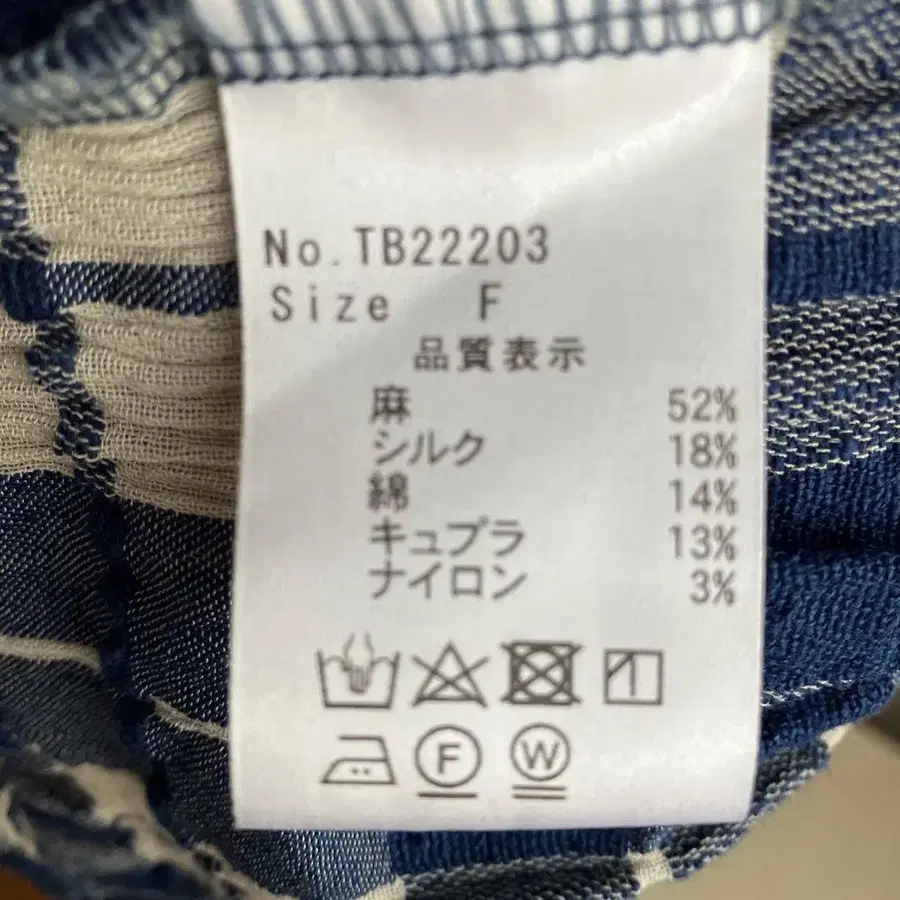 No.TB22203
Size F
品質表示
麻 52%
シルク 18%
綿 14%
キュプラ 13%
ナイロン 3%
F W